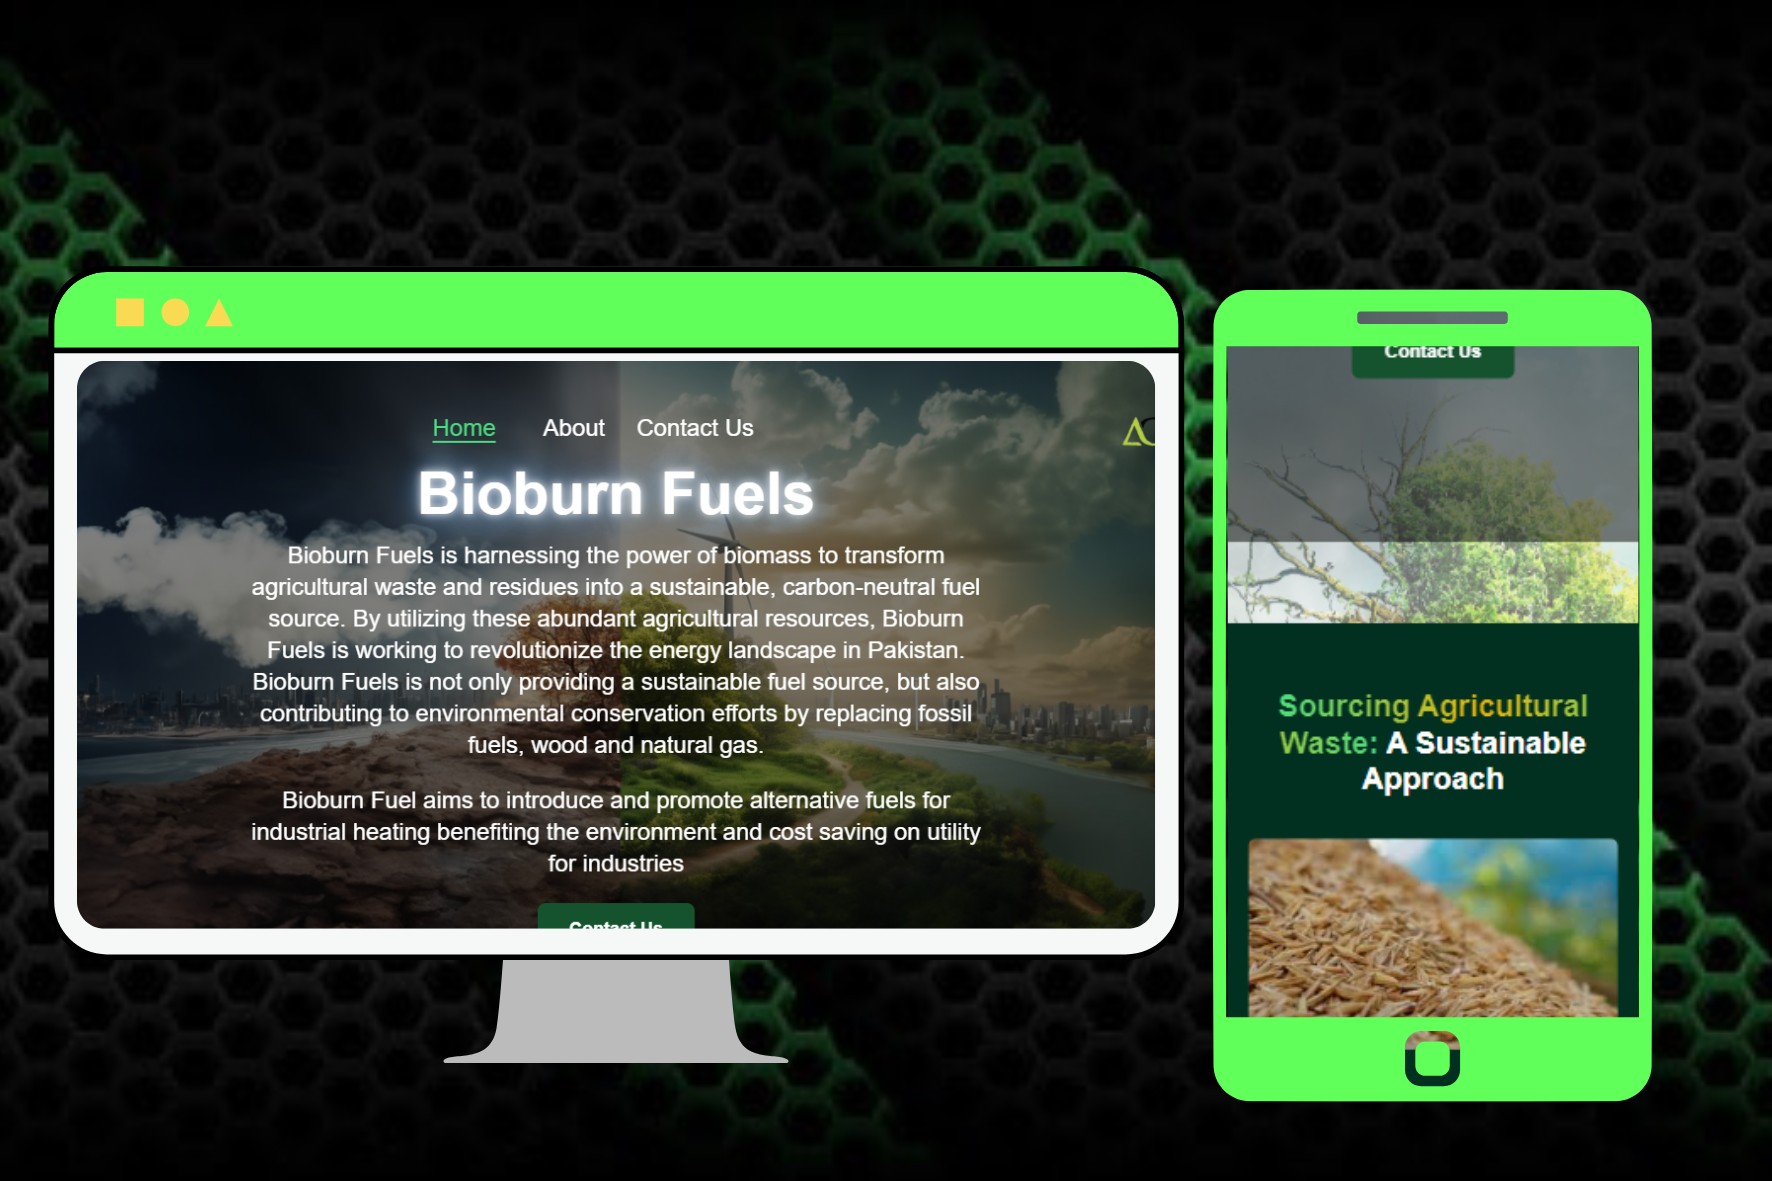 Home About Contact Us
Bioburn Fuels
Bioburn Fuels is harnessing the power of biomass to transform
agricultural waste and residues into a sustainable, carbon-neutral fuel
source. By utilizing these abundant agricultural resources, Bioburn
Fuels is working to revolutionize the energy landscape in Pakistan.
Bioburn Fuels is not only providing a sustainable fuel source, but also
contributing to environmental conservation efforts by replacing fossil
fuels, wood and natural gas.
Bioburn Fuel aims to introduce and promote alternative fuels for
industrial heating benefiting the environment and cost saving on utility
for industries
Contact Us
Contact Us
Sourcing Agricultural
Waste: A Sustainable
Approach